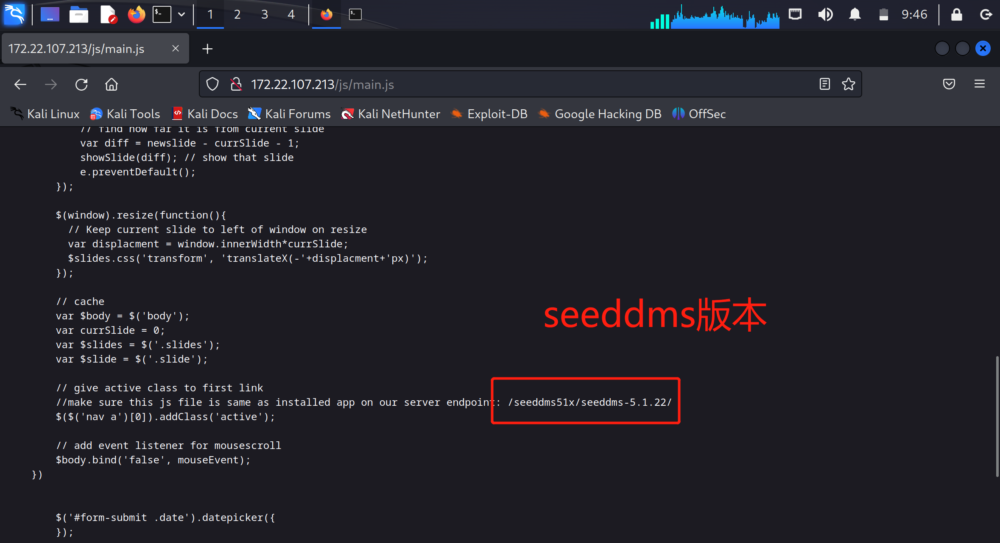 1 2 3 4 9:46
172.22.107.213/js/main.js
172.22.107.213/js/main.js
Kali Linux Kali Tools Kali Docs Kali Forums Kali NetHunter Exploit-DB Google Hacking DB OffSec
// find how far it is from current slide
var diff = newslide - currSlide - 1;
showSlide(diff); // show that slide
e.preventDefault();
});
$(window).resize(function(){
// Keep current slide to left of window on resize
var displacment = window.innerWidth*currSlide;
$slides.css('transform', 'translateX(-'+displacment+'px)');
});
// cache
var $body = $('body');
var currSlide = 0;
var $slides = $('.slides');
var $slide = $('.slide');
seeddms版本
// give active class to first link
//make sure this js file is same as installed app on our server endpoint: /seeddms51x/seeddms-5.1.22/
$($('nav a')[0]).addClass('active');
// add event listener for mousescroll
$body.bind('false', mouseEvent);
})
$('#form-submit .date').datepicker({
});